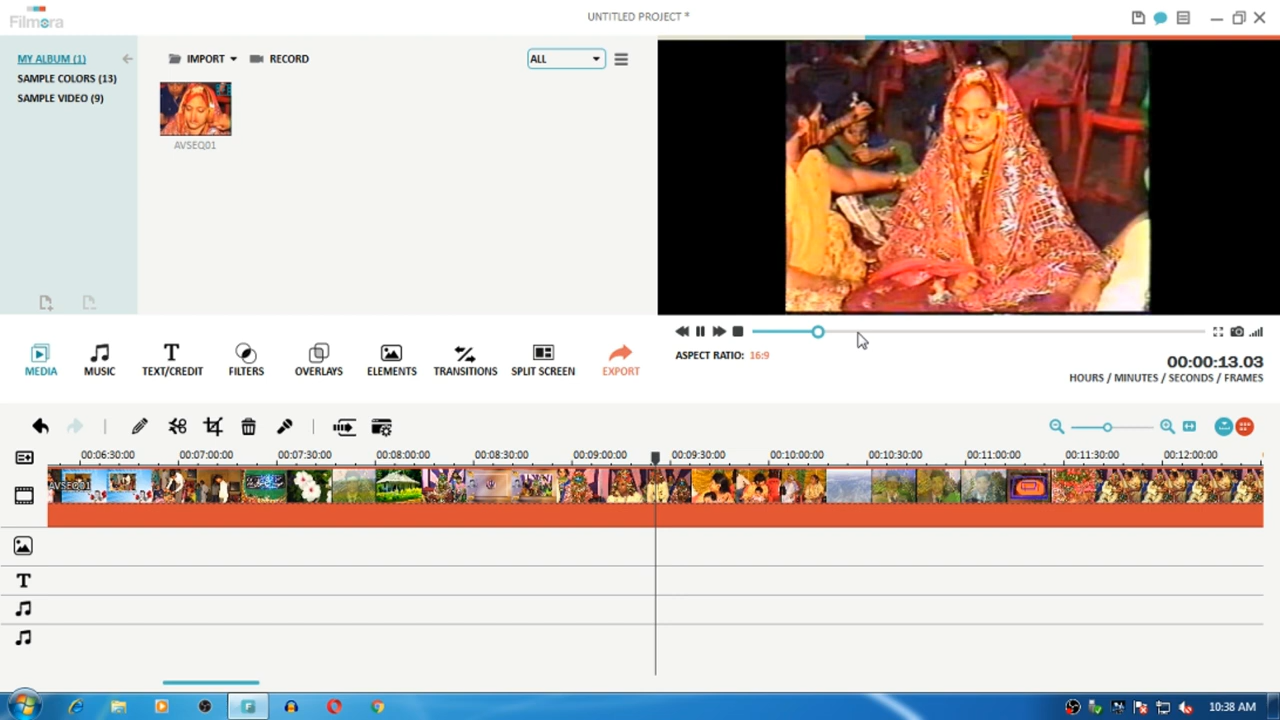 Filmora
UNTITLED PROJECT *
MY ALBUM (1)
SAMPLE COLORS (13)
SAMPLE VIDEO (9)
IMPORT
RECORD
ALL
AVSEQ01
ASPECT RATIO: 16:9
00:00:13.03
HOURS / MINUTES / SECONDS / FRAMES
MEDIA
MUSIC
TEXT/CREDIT
FILTERS
OVERLAYS
ELEMENTS
TRANSITIONS
SPLIT SCREEN
EXPORT
00:06:30:00 00:07:00:00 00:07:30:00 00:08:00:00 00:08:30:00 00:09:00:00 00:09:30:00 00:10:00:00 00:10:30:00 00:11:00:00 00:11:30:00 00:12:00:00
AVSEQ01
10:38 AM